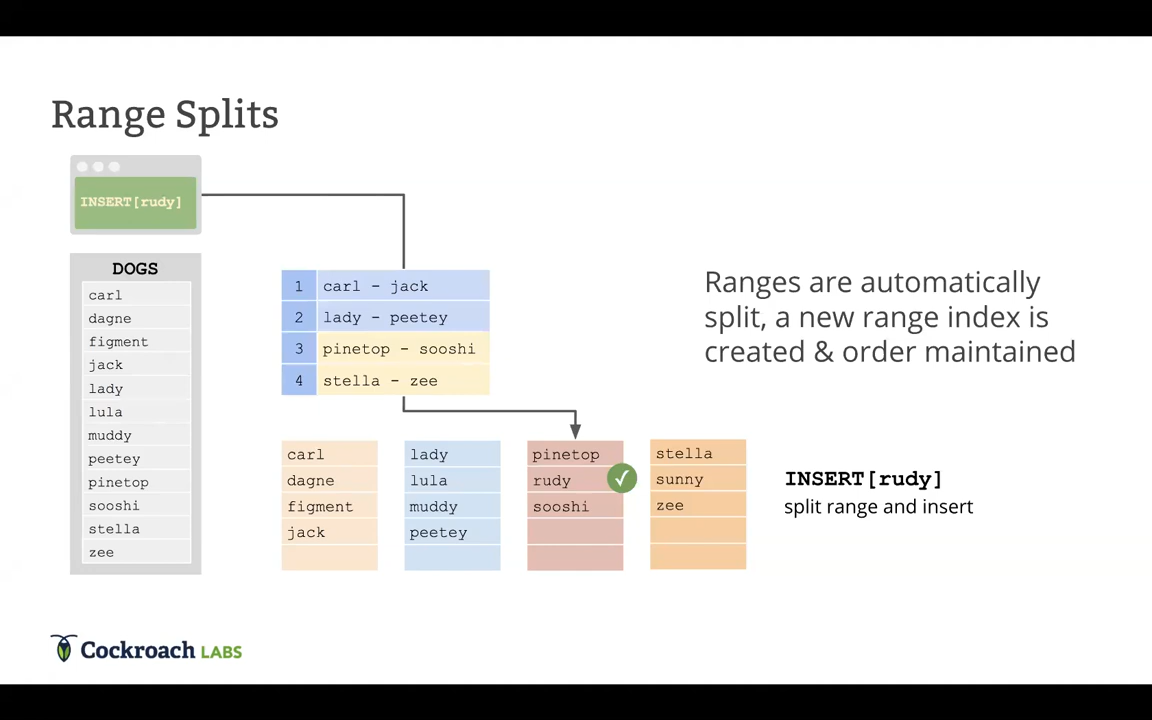 Range Splits
INSERT[rudy]
DOGS
carl
dagne
figment
jack
lady
lula
muddy
peetey
pinetop
sooshi
stella
zee
1 carl - jack
2 lady - peetey
3 pinetop - sooshi
4 stella - zee
carl
dagne
figment
jack
lady
lula
muddy
peetey
pinetop
rudy
sooshi
stella
sunny
zee
Ranges are automatically
split, a new range index is
created & order maintained
INSERT[rudy]
split range and insert
Cockroach LABS